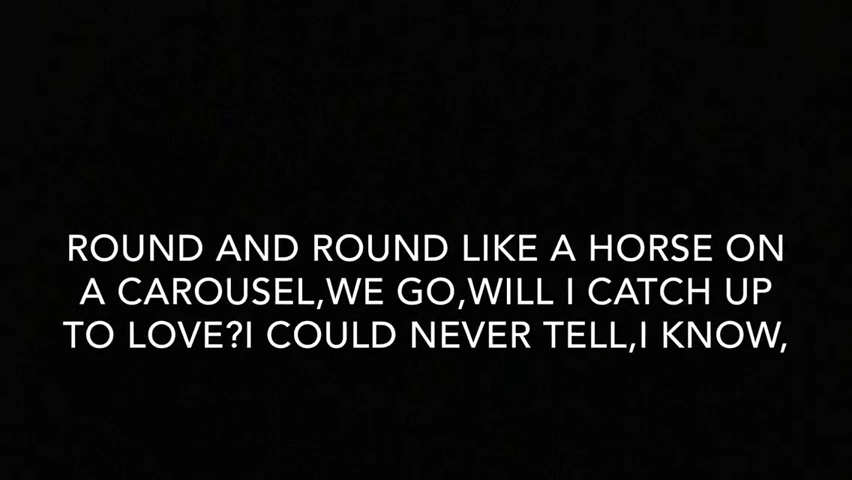 ROUND AND ROUND LIKE A HORSE ON
A CAROUSEL,WE GO,WILL I CATCH UP
TO LOVE?I COULD NEVER TELL,I KNOW,